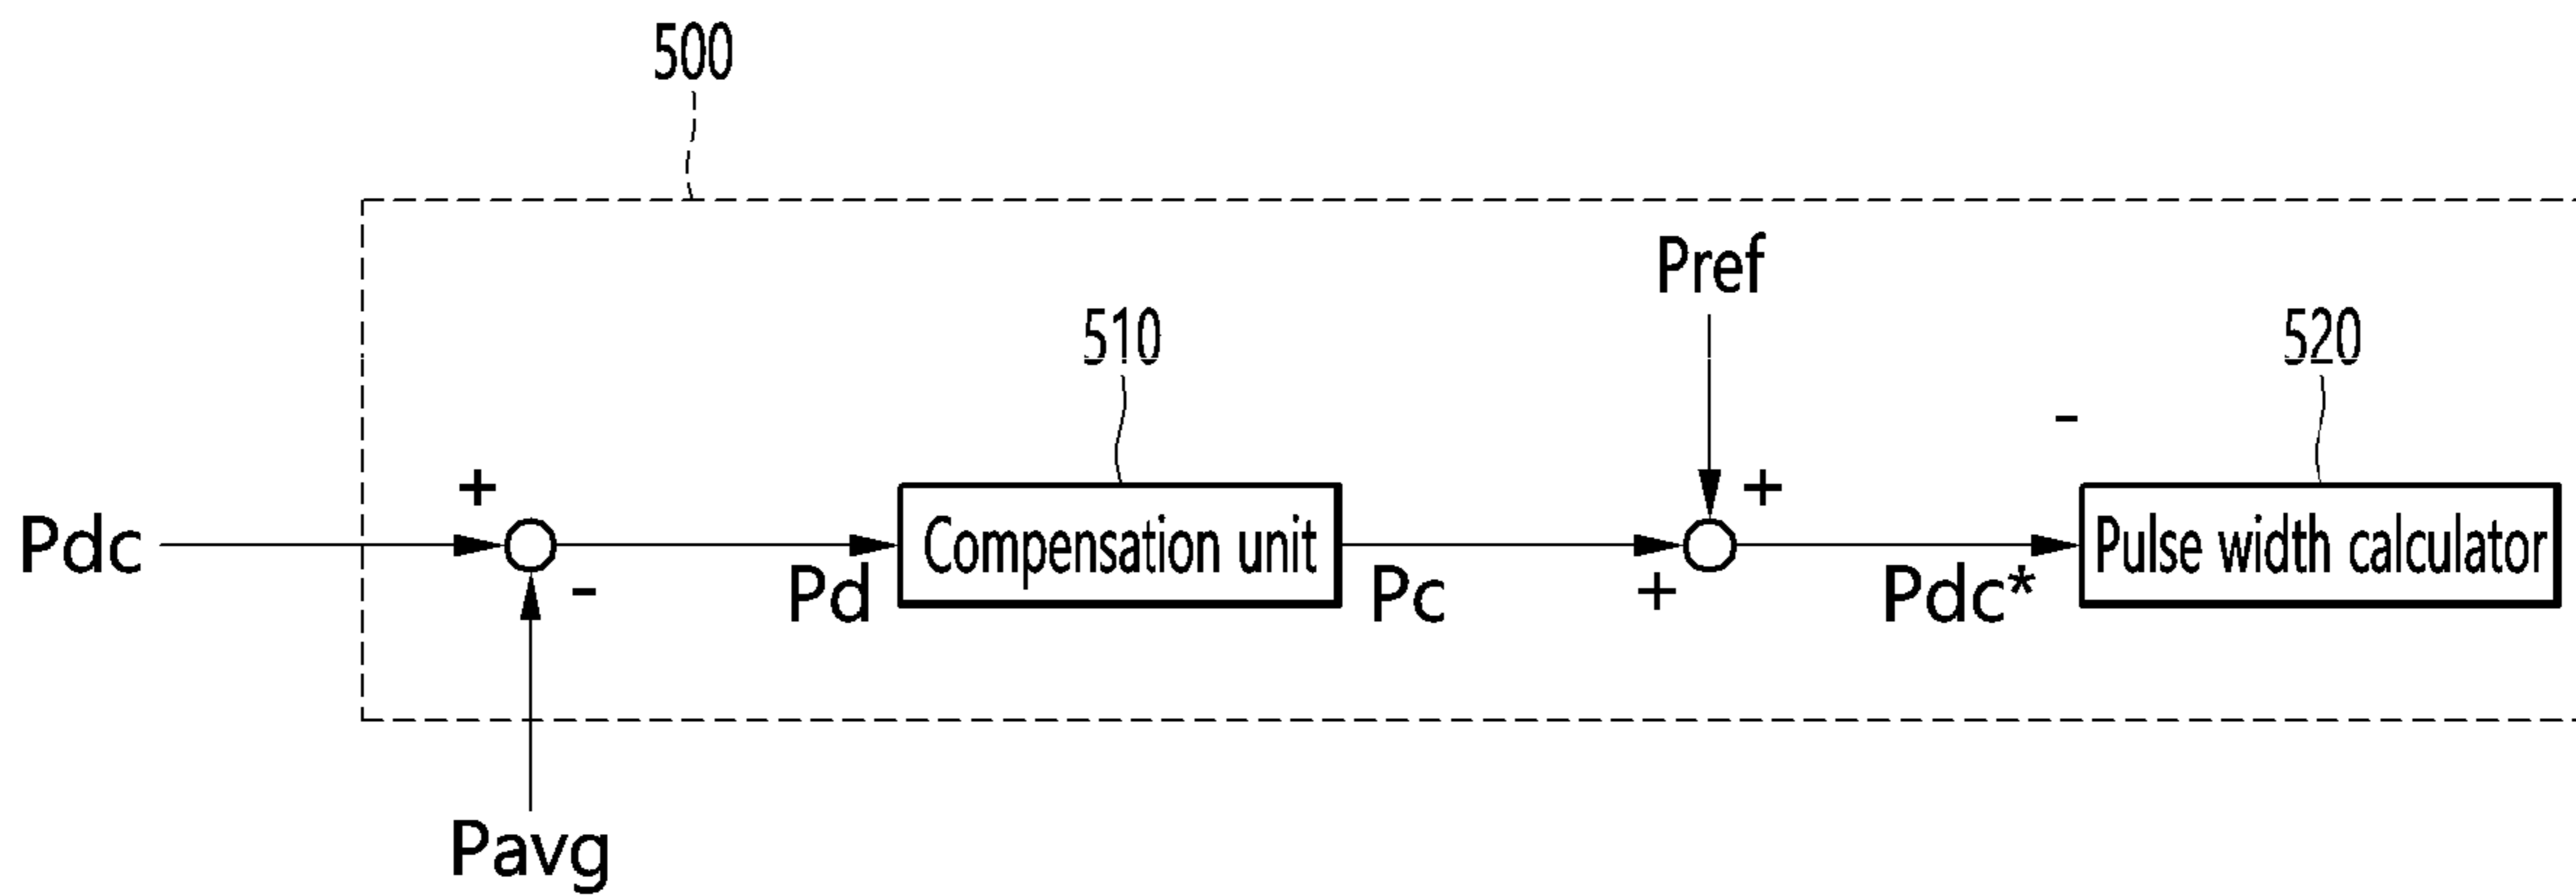 500
Pref
510
520
-
+
+
Pdc
Compensation unit
Pulse width calculator
-
Pd
Pc
+
Pdc*
Pavg